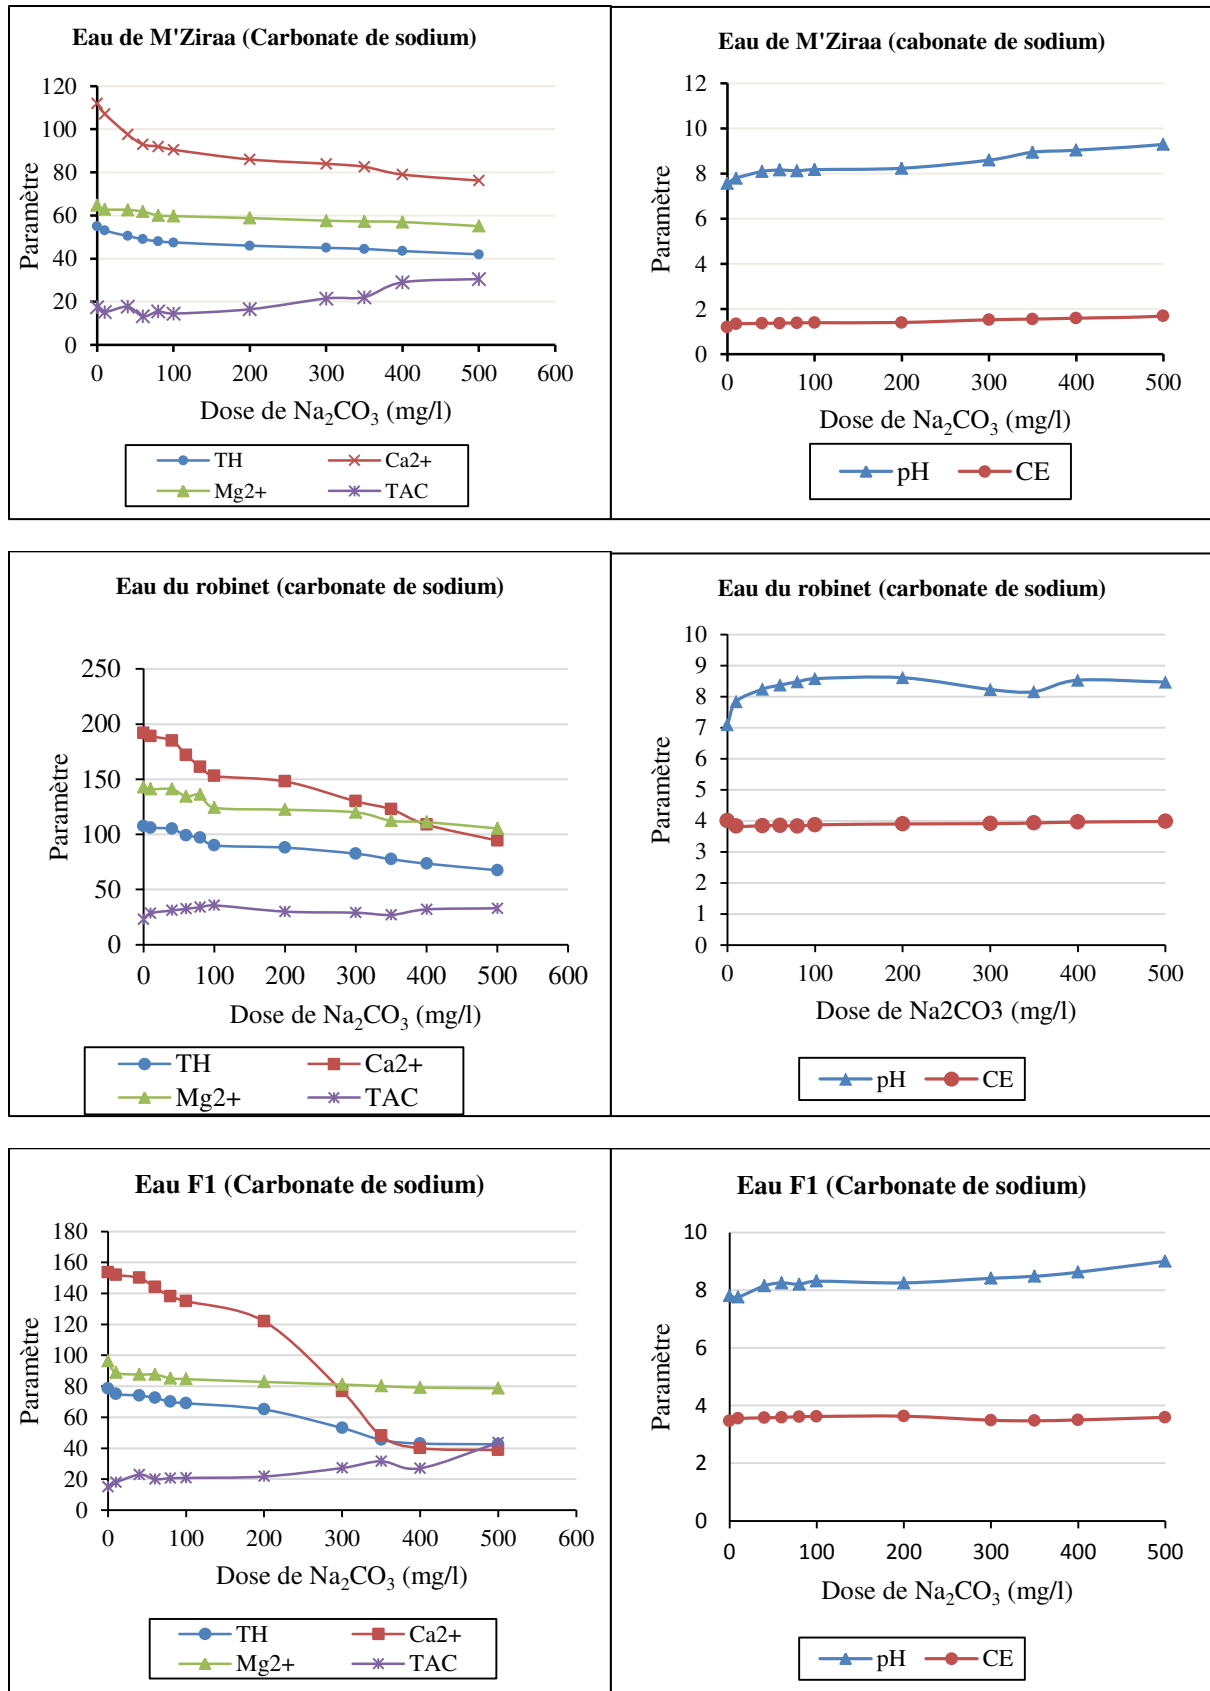 Eau de M'Ziraa (Carbonate de sodium)
120
100
80
60
40
20
0
Paramètre
0 100 200 300 400 500 600
Dose de Na₂CO₃ (mg/l)
TH Ca2+
Mg2+ TAC
Eau de M'Ziraa (cabonate de sodium)
12
10
8
6
4
2
0
Paramètre
0 100 200 300 400 500
Dose de Na₂CO₃ (mg/l)
pH CE
Eau du robinet (carbonate de sodium)
250
200
150
100
50
0
Paramètre
0 100 200 300 400 500 600
Dose de Na₂CO₃ (mg/l)
TH Ca2+
Mg2+ TAC
Eau du robinet (carbonate de sodium)
10
9
8
7
6
5
4
3
2
1
0
Paramètre
0 100 200 300 400 500
Dose de Na2CO3 (mg/l)
pH CE
Eau F1 (Carbonate de sodium)
180
160
140
120
100
80
60
40
20
0
Paramètre
0 100 200 300 400 500 600
Dose de Na₂CO₃ (mg/l)
TH Ca2+
Mg2+ TAC
Eau F1 (Carbonate de sodium)
10
8
6
4
2
0
Paramètre
0 100 200 300 400 500
Dose de Na₂CO₃ (mg/l)
pH CE